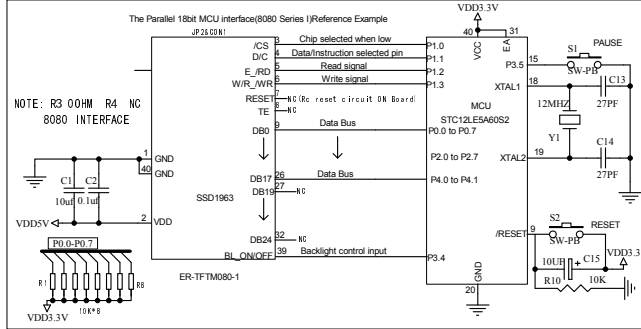 The Parallel 18bit MCU interface(8080 Series I)Reference Example
JP2&CON1
NOTE: R3 0OHM R4 NC
8080 INTERFACE
/CS 3 Chip selected when low P1.0
D/C 4 Data/Instruction selected pin P1.1
E_/RD 5 Read signal P1.2
W/R_/WR 6 Write signal P1.3
RESET 7 NC(Rc reset circuit ON Board)
TE 8 NC
DB0 9 Data Bus P0.0 to P0.7
P2.0 to P2.7
DB17 26 Data Bus P4.0 to P4.1
DB19 27 NC
DB24 32 NC
BL_ON/OFF 39 Backlight control input P3.4
1 GND
40 GND
2 VDD
SSD1963
ER-TFTM080-1
C1
10uf
C2
0.1uf
VDD5V
P0.0-P0.7
R1
R8
10K*8
VDD3.3V
VDD3.3V
40 VCC
31 EA
MCU
STC12LE5A60S2
P3.5 15
XTAL1 18
XTAL2 19
/RESET 9
GND
20
S1
PAUSE
SW-PB
12MHZ
Y1
C13
27PF
C14
27PF
S2
RESET
SW-PB
VDD3.3V
10UF
C15
R10
10K